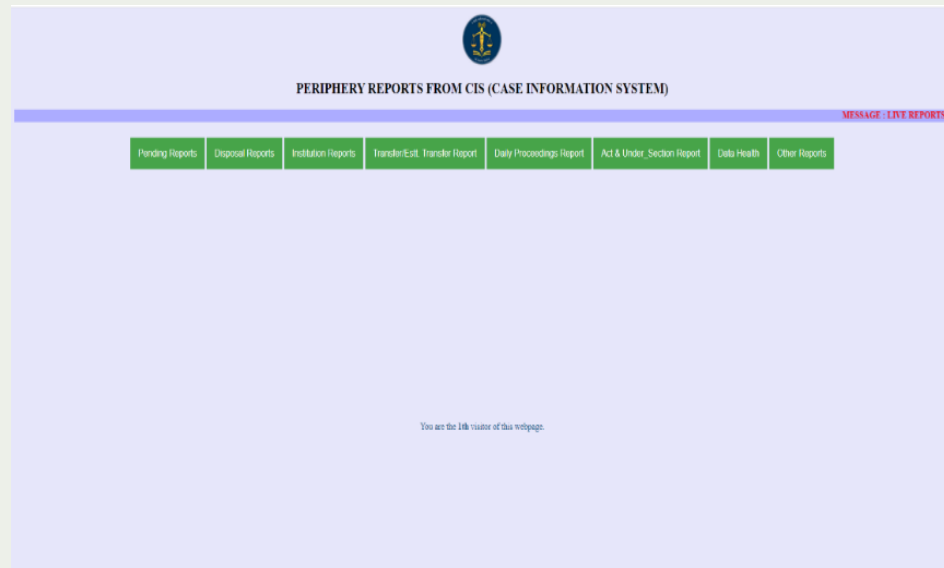 PERIPHERY REPORTS FROM CIS (CASE INFORMATION SYSTEM)
MESSAGE : LIVE REPORTS
Pending Reports Disposal Reports Institution Reports Transfer/Estt. Transfer Report Daily Proceedings Report Act & Under_Section Report Data Health Other Reports
You are the 1th visitor of this webpage.